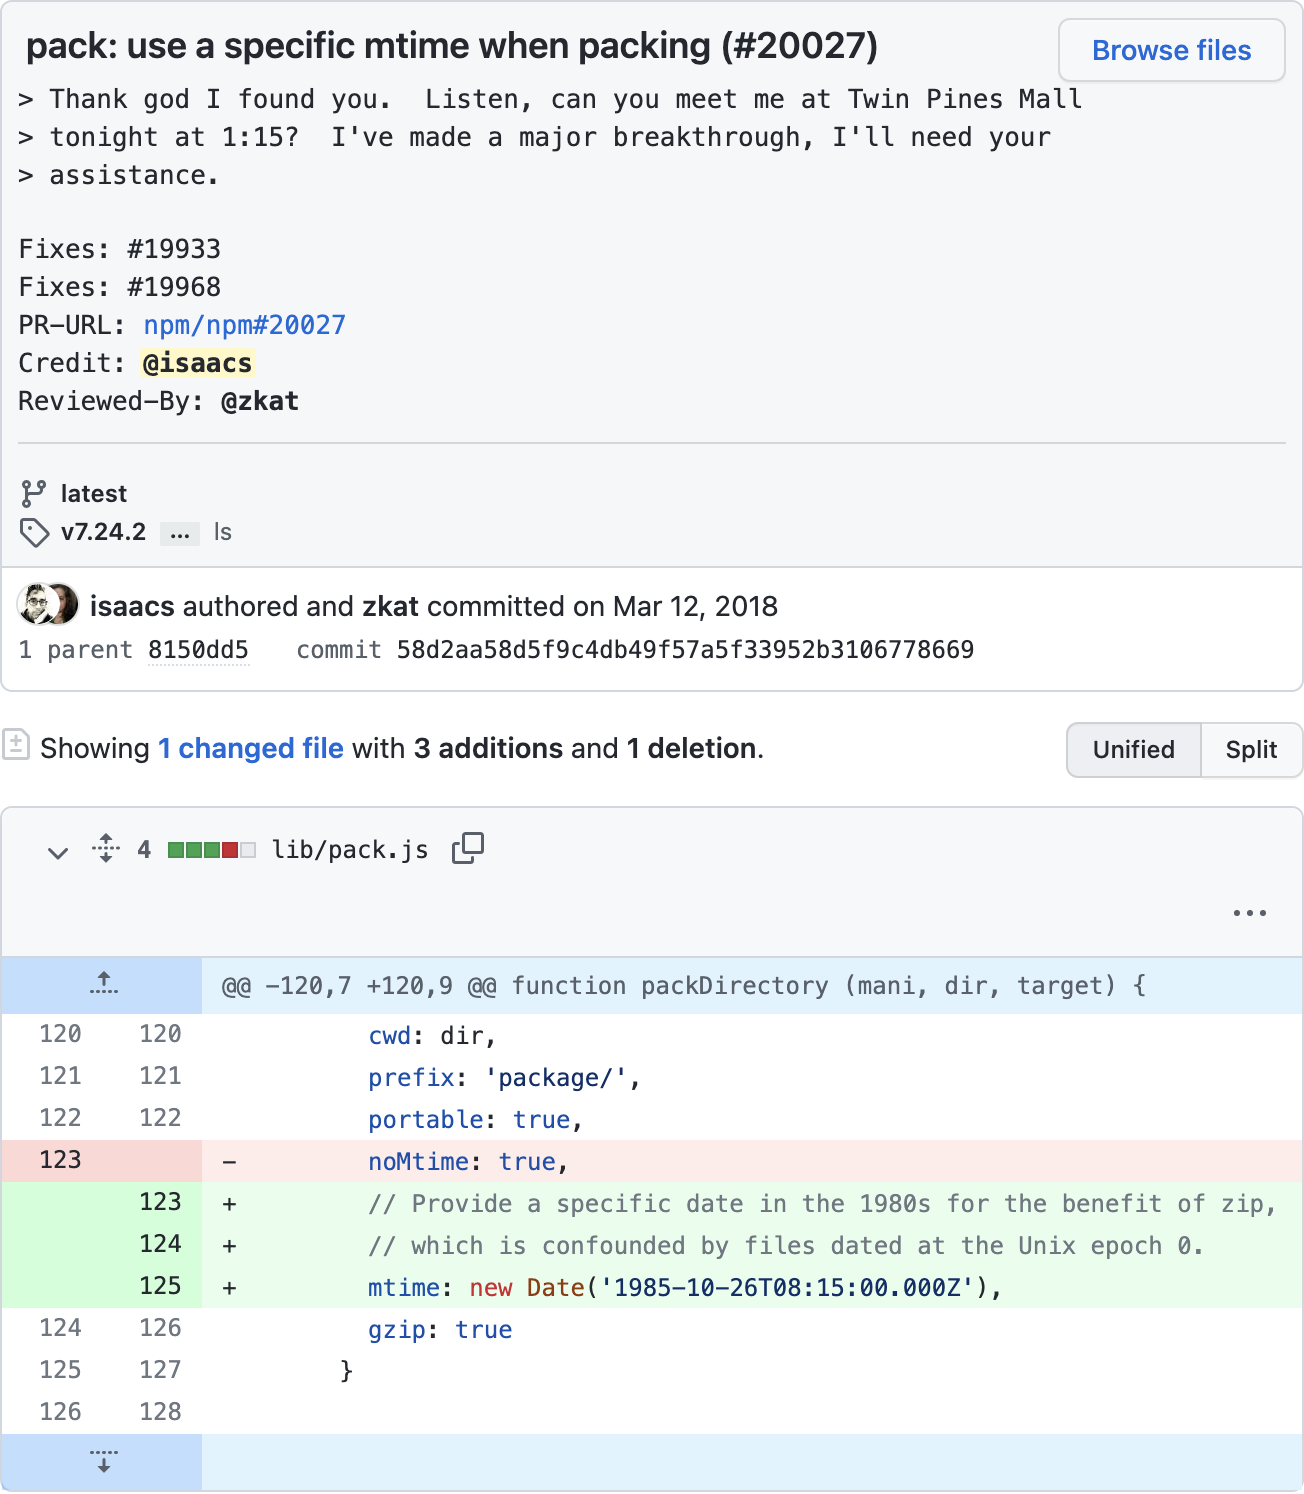 pack: use a specific mtime when packing (#20027)
Browse files
> Thank god I found you.  Listen, can you meet me at Twin Pines Mall
> tonight at 1:15?  I've made a major breakthrough, I'll need your
> assistance.
Fixes: #19933
Fixes: #19968
PR-URL: npm/npm#20027
Credit: @isaacs
Reviewed-By: @zkat
latest
v7.24.2 ... ls
isaacs authored and zkat committed on Mar 12, 2018
1 parent 8150dd5 commit 58d2aa58d5f9c4db49f57a5f33952b3106778669
Showing 1 changed file with 3 additions and 1 deletion.
Unified Split
4 lib/pack.js
...
@@ -120,7 +120,9 @@ function packDirectory (mani, dir, target) {
120 120 cwd: dir,
121 121 prefix: 'package/',
122 122 portable: true,
123 - noMtime: true,
123 + // Provide a specific date in the 1980s for the benefit of zip,
124 + // which is confounded by files dated at the Unix epoch 0.
125 + mtime: new Date('1985-10-26T08:15:00.000Z'),
124 126 gzip: true
125 127 }
126 128